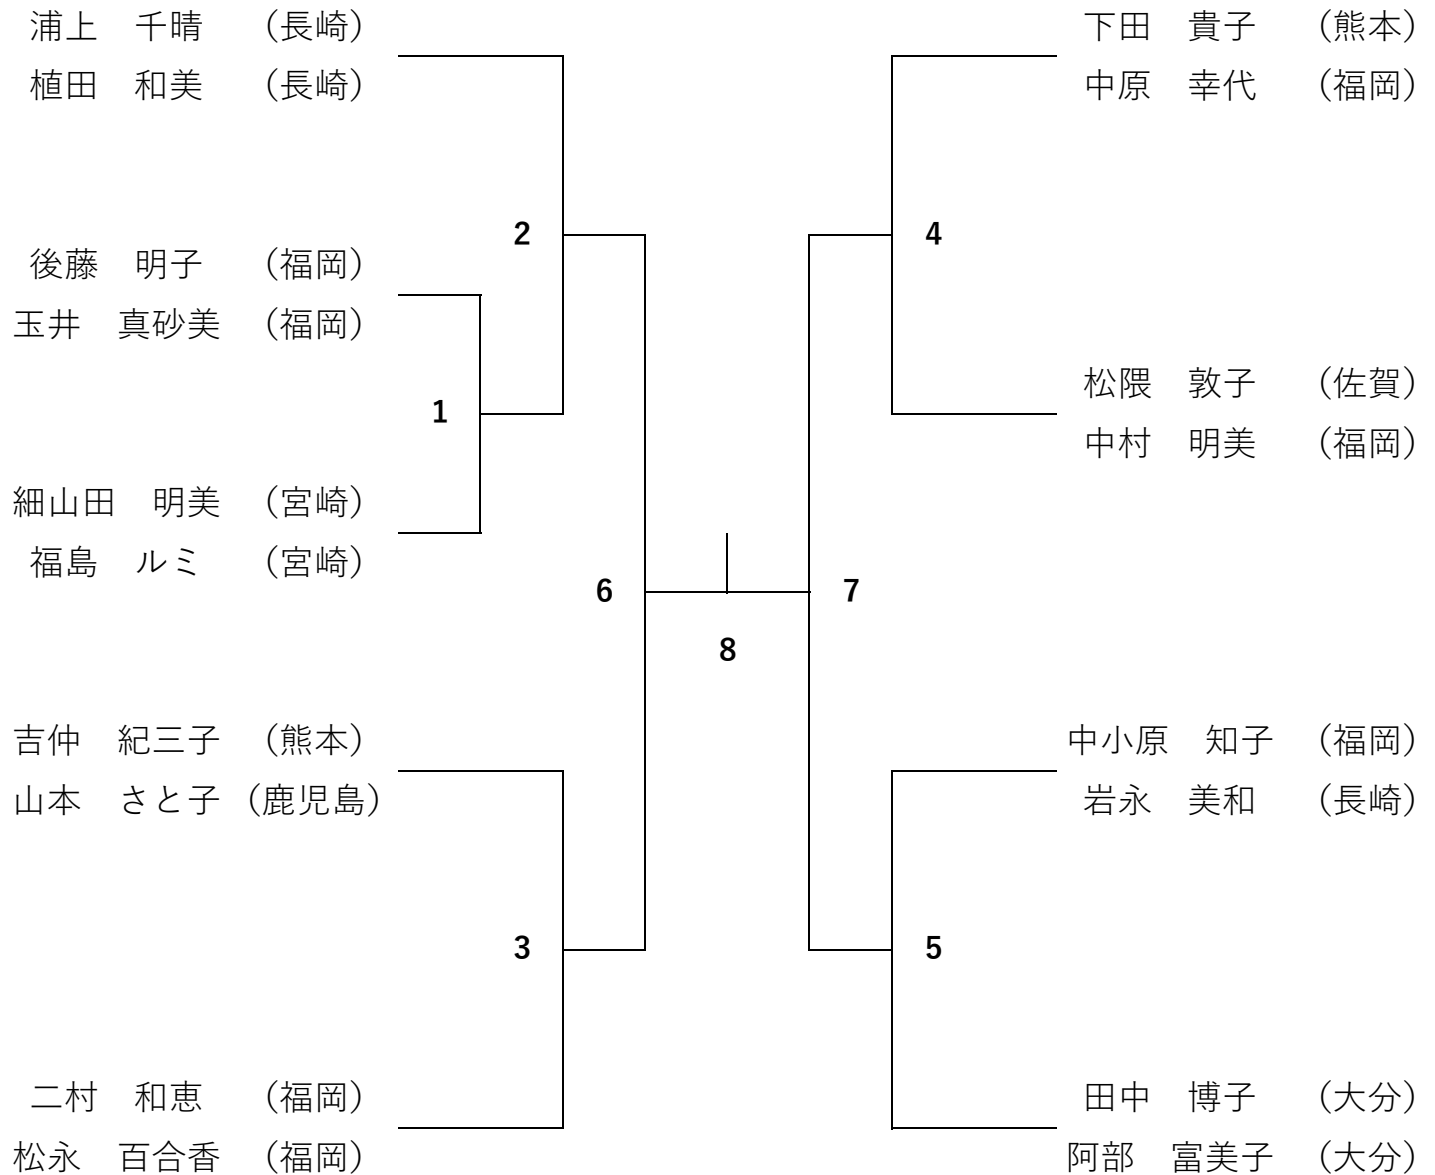 浦上　千晴　（長崎）
植田　和美　（長崎）
2
後藤　明子　（福岡）
玉井　真砂美　（福岡）
1
細山田　明美　（宮崎）
福島　ルミ　（宮崎）
6
吉仲　紀三子　（熊本）
山本　さと子　（鹿児島）
3
二村　和恵　（福岡）
松永　百合香　（福岡）
8
下田　貴子　（熊本）
中原　幸代　（福岡）
4
松隈　敦子　（佐賀）
中村　明美　（福岡）
7
中小原　知子　（福岡）
岩永　美和　（長崎）
5
田中　博子　（大分）
阿部　富美子　（大分）